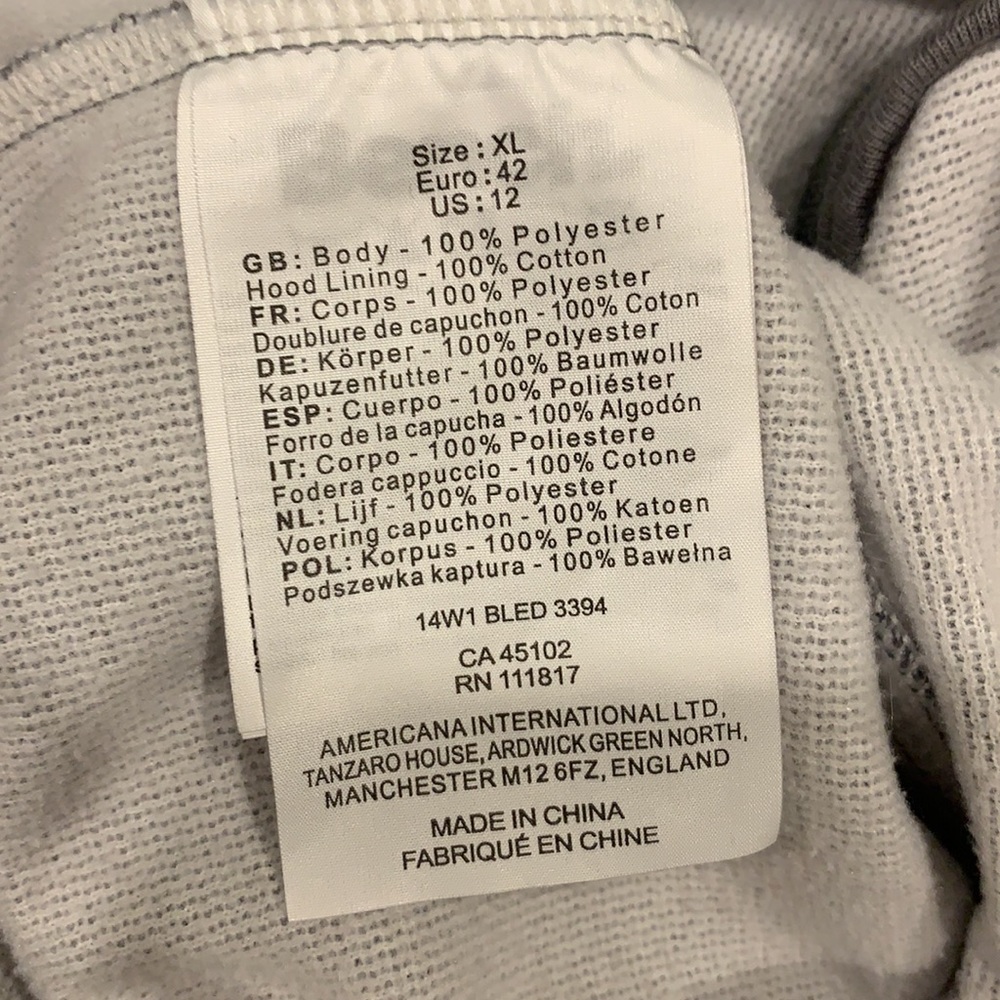 Size : XL
Euro : 42
US : 12
GB: Body - 100% Polyester
Hood Lining - 100% Cotton
FR: Corps - 100% Polyester
Doublure de capuchon - 100% Coton
DE: Körper - 100% Polyester
Kapuzenfutter - 100% Baumwolle
ESP: Cuerpo - 100% Poliéster
Forro de la capucha - 100% Algodón
IT: Corpo - 100% Poliestere
Fodera cappuccio - 100% Cotone
NL: Lijf - 100% Polyester
Voering capuchon - 100% Katoen
POL: Korpus - 100% Poliester
Podszewka kaptura - 100% Bawełna
14W1 BLED 3394
CA 45102
RN 111817
AMERICANA INTERNATIONAL LTD,
TANZARO HOUSE, ARDWICK GREEN NORTH,
MANCHESTER M12 6FZ, ENGLAND
MADE IN CHINA
FABRIQUÉ EN CHINE